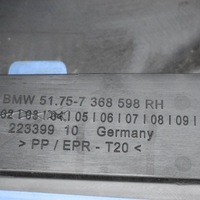 BMW 51.75-7 368 598 RH
02|03|04|05|06|07|08|09|
223399 10 Germany
> PP / EPR - T20 <